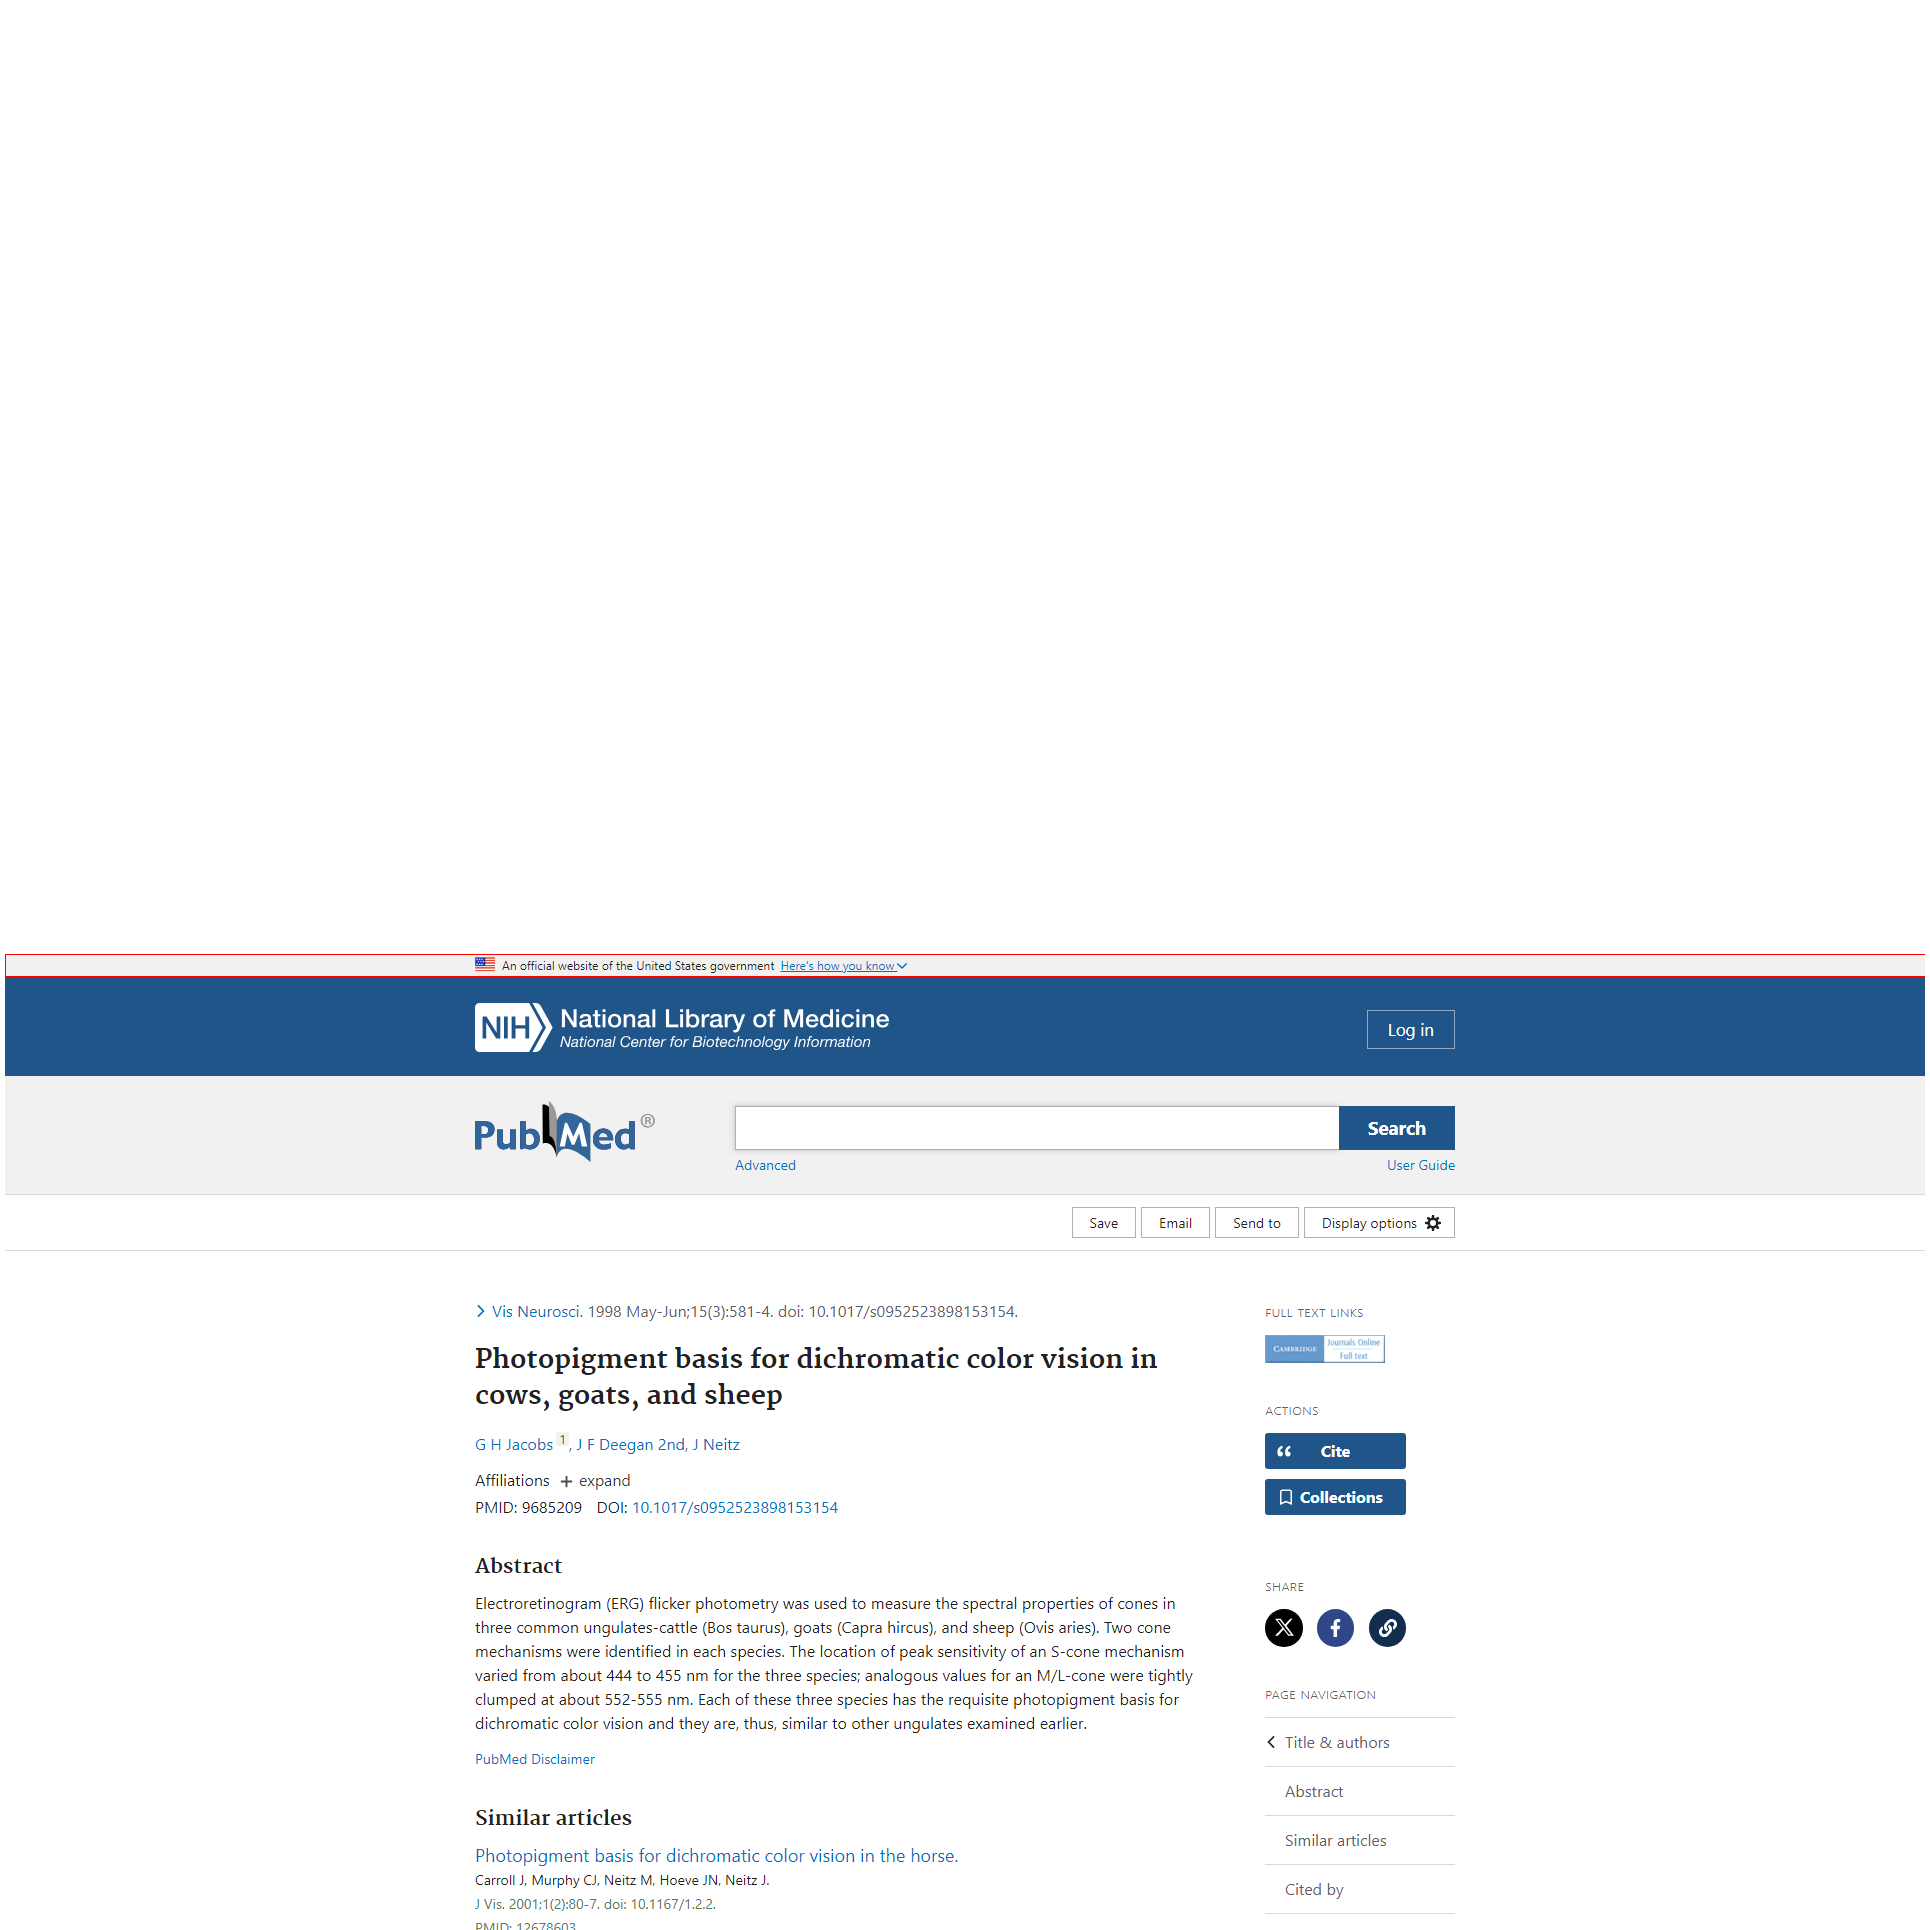 An official website of the United States government Here's how you know
NIH National Library of Medicine
National Center for Biotechnology Information
Log in
PubMed®
Search
Advanced
User Guide
Save
Email
Send to
Display options
Vis Neurosci. 1998 May-Jun;15(3):581-4. doi: 10.1017/s0952523898153154.
Photopigment basis for dichromatic color vision in
cows, goats, and sheep
G H Jacobs 1, J F Deegan 2nd, J Neitz
Affiliations + expand
PMID: 9685209 DOI: 10.1017/s0952523898153154
Abstract
Electroretinogram (ERG) flicker photometry was used to measure the spectral properties of cones in
three common ungulates-cattle (Bos taurus), goats (Capra hircus), and sheep (Ovis aries). Two cone
mechanisms were identified in each species. The location of peak sensitivity of an S-cone mechanism
varied from about 444 to 455 nm for the three species; analogous values for an M/L-cone were tightly
clumped at about 552-555 nm. Each of these three species has the requisite photopigment basis for
dichromatic color vision and they are, thus, similar to other ungulates examined earlier.
PubMed Disclaimer
Similar articles
Photopigment basis for dichromatic color vision in the horse.
Carroll J, Murphy CJ, Neitz M, Hoeve JN, Neitz J.
J Vis. 2001;1(2):80-7. doi: 10.1167/1.2.2.
PMID: 12678603
FULL TEXT LINKS
CAMBRIDGE Journals Online
Full text
ACTIONS
Cite
Collections
SHARE
PAGE NAVIGATION
Title & authors
Abstract
Similar articles
Cited by